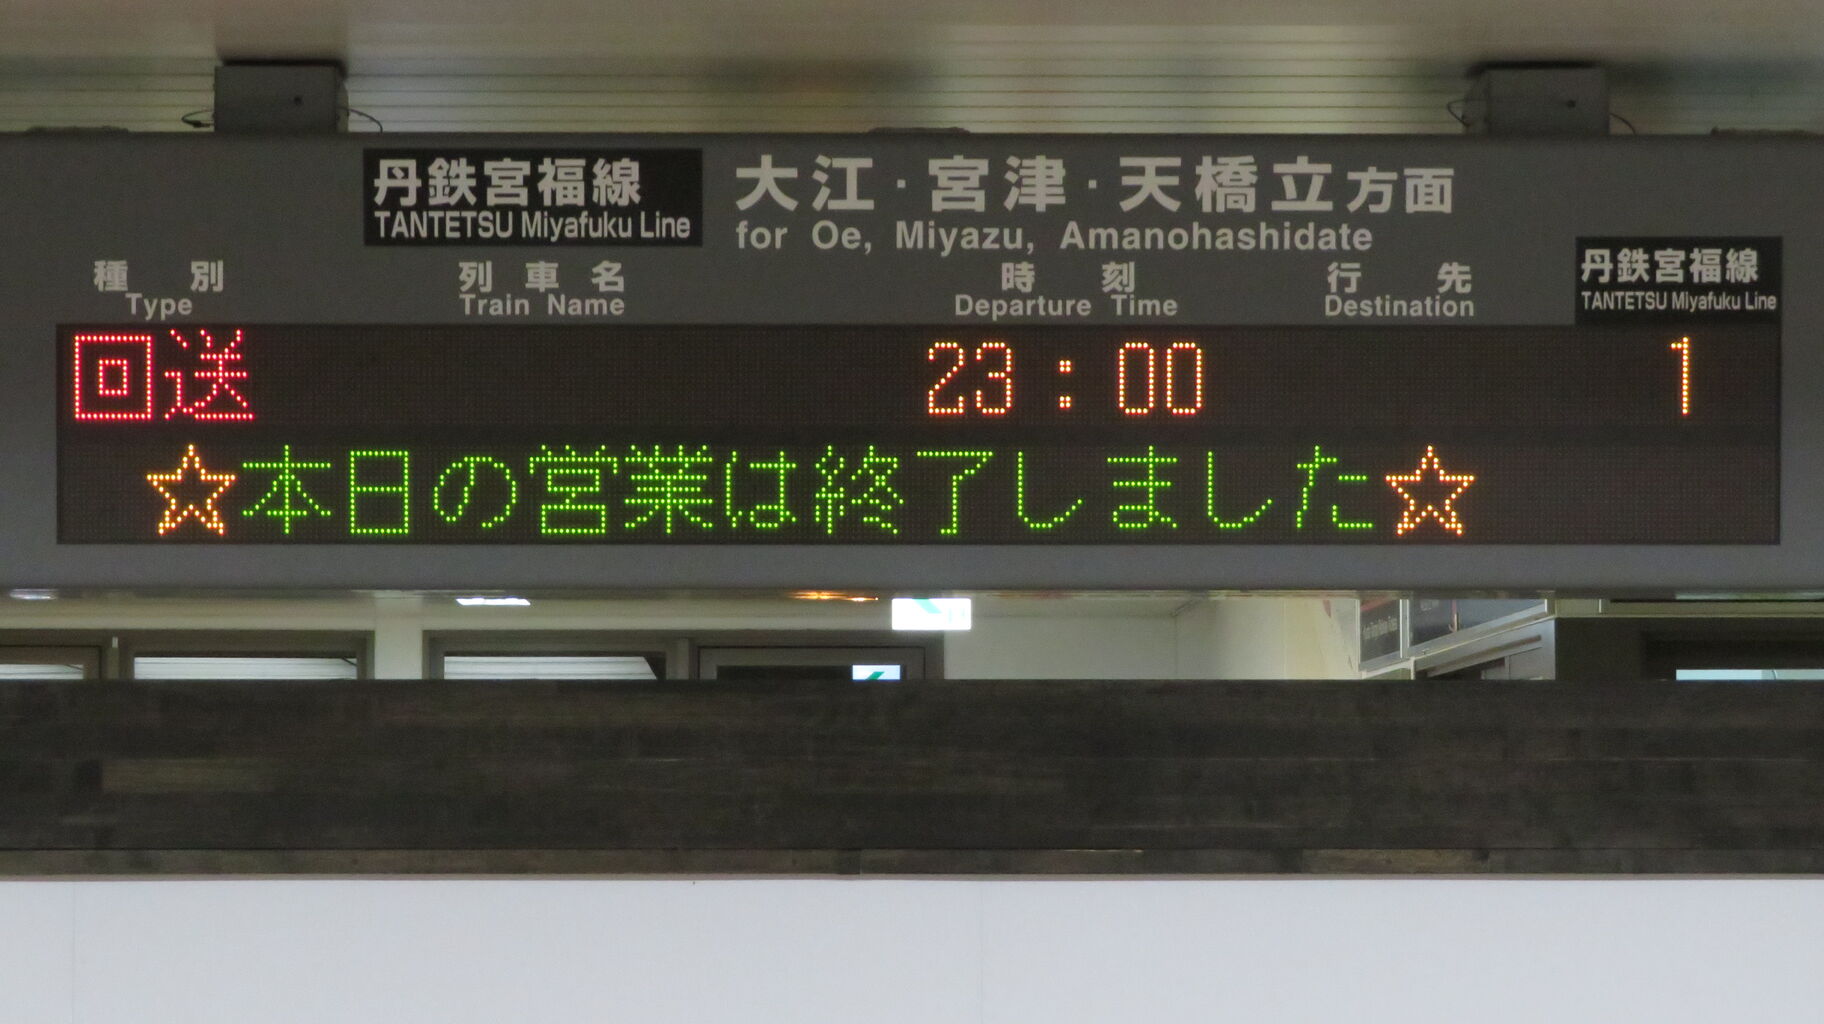 丹鉄宮福線
TANTETSU Miyafuku Line
大江・宮津・天橋立方面
for Oe, Miyazu, Amanohashidate
種別 列車名 時刻 行先
Type Train Name Departure Time Destination
丹鉄宮福線
TANTETSU Miyafuku Line
回送 23:00 1
☆本日の営業は終了しました☆